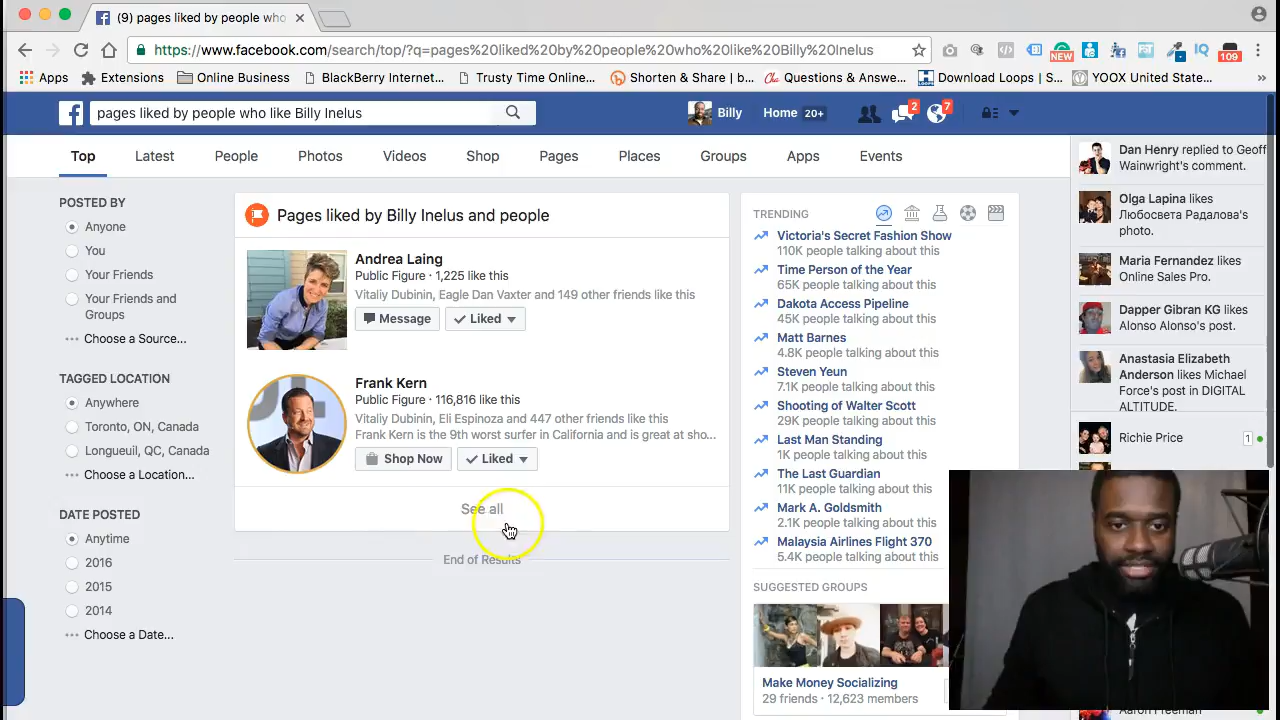 (9) pages liked by people who
https://www.facebook.com/search/top/?q=pages%20liked%20by%20people%20who%20like%20Billy%20Inelus
NEW
109
Apps
Extensions
Online Business
BlackBerry Internet...
Trusty Time Online...
Shorten & Share | b...
Questions & Answe...
Download Loops | S...
YOOX United State...
»
pages liked by people who like Billy Inelus
Billy
Home 20+
2
7
Top
Latest
People
Photos
Videos
Shop
Pages
Places
Groups
Apps
Events
POSTED BY
Anyone
You
Your Friends
Your Friends and
Groups
Choose a Source...
TAGGED LOCATION
Anywhere
Toronto, ON, Canada
Longueuil, QC, Canada
Choose a Location...
DATE POSTED
Anytime
2016
2015
2014
Choose a Date...
Pages liked by Billy Inelus and people
Andrea Laing
Public Figure · 1,225 like this
Vitaliy Dubinin, Eagle Dan Vaxter and 149 other friends like this
Message
Liked
Frank Kern
Public Figure · 116,816 like this
Vitaliy Dubinin, Eli Espinoza and 447 other friends like this
Frank Kern is the 9th worst surfer in California and is great at sho...
Shop Now
Liked
See all
End of Results
TRENDING
Victoria's Secret Fashion Show
110K people talking about this
Time Person of the Year
65K people talking about this
Dakota Access Pipeline
45K people talking about this
Matt Barnes
4.8K people talking about this
Steven Yeun
7.1K people talking about this
Shooting of Walter Scott
29K people talking about this
Last Man Standing
1K people talking about this
The Last Guardian
11K people talking about this
Mark A. Goldsmith
2.1K people talking about this
Malaysia Airlines Flight 370
5.4K people talking about this
SUGGESTED GROUPS
Make Money Socializing
29 friends · 12,623 members
Dan Henry replied to Geoff
Wainwright's comment.
Olga Lapina likes
Любосвета Радалова's
photo.
Maria Fernandez likes
Online Sales Pro.
Dapper Gibran KG likes
Alonso Alonso's post.
Anastasia Elizabeth
Anderson likes Michael
Force's post in DIGITAL
ALTITUDE.
Richie Price
1
Aaron Freeman